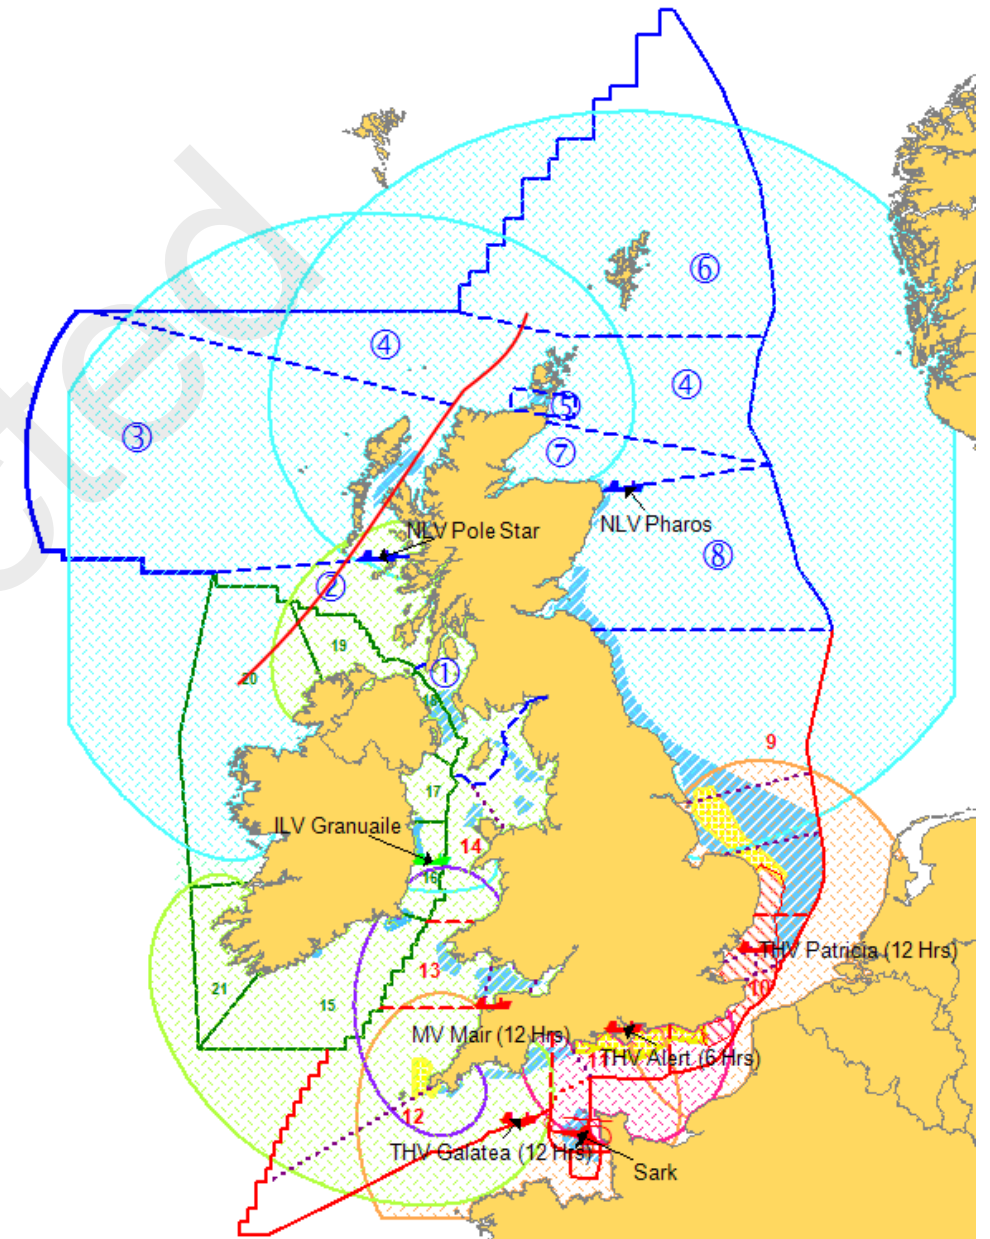 ⑥
④
④
③
⑤
⑦
NLV Pharos
NLV Pole Star
⑧
②
19
①
20
18
9
17
ILV Granuaile
14
16
THV Patricia (12 Hrs)
13
21
10
15
MV Mair (12 Hrs)
THV Alert (6 Hrs)
12
THV Galatea (12 Hrs)
Sark